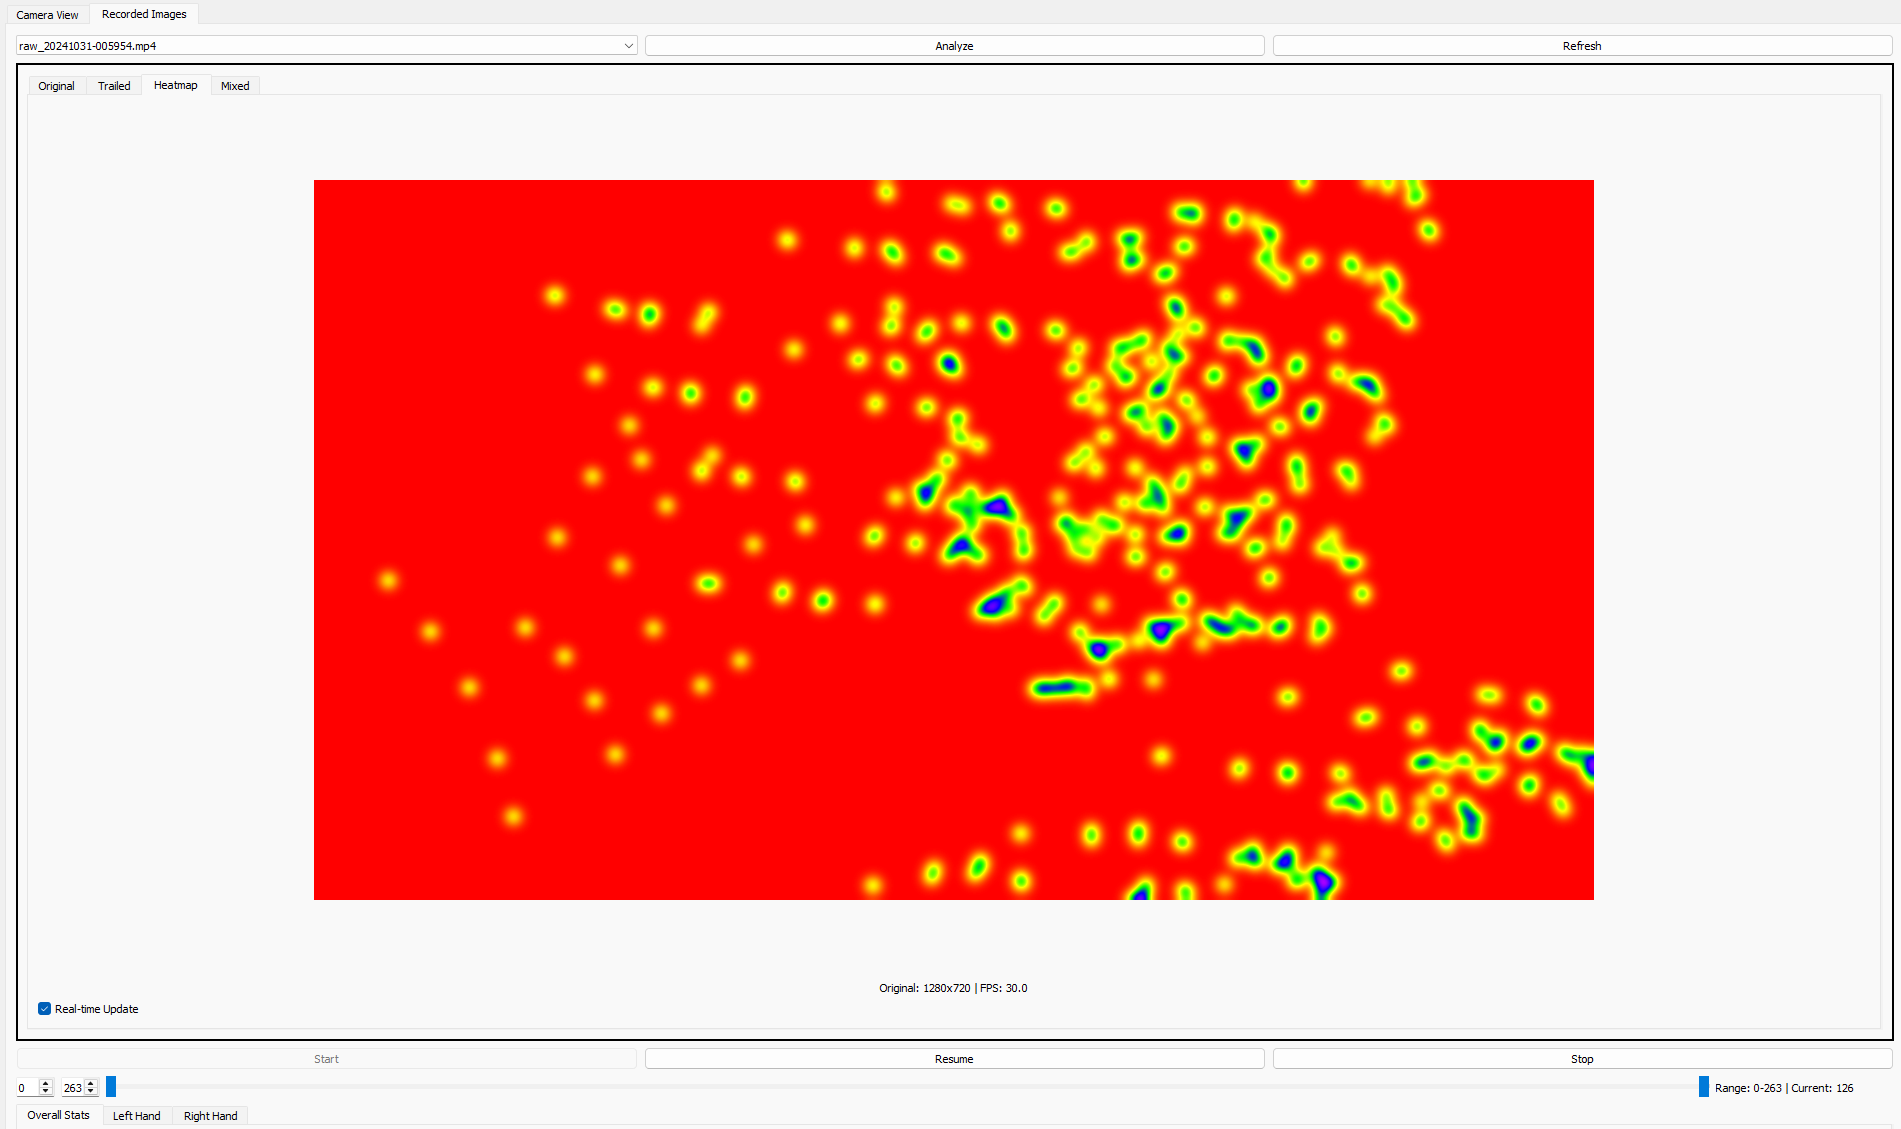 Camera View Recorded Images
raw_20241031-005954.mp4 Analyze Refresh
Original Trailed Heatmap Mixed
Original: 1280x720 | FPS: 30.0
Real-time Update
Start Resume Stop
0 263 Range: 0-263 | Current: 126
Overall Stats Left Hand Right Hand